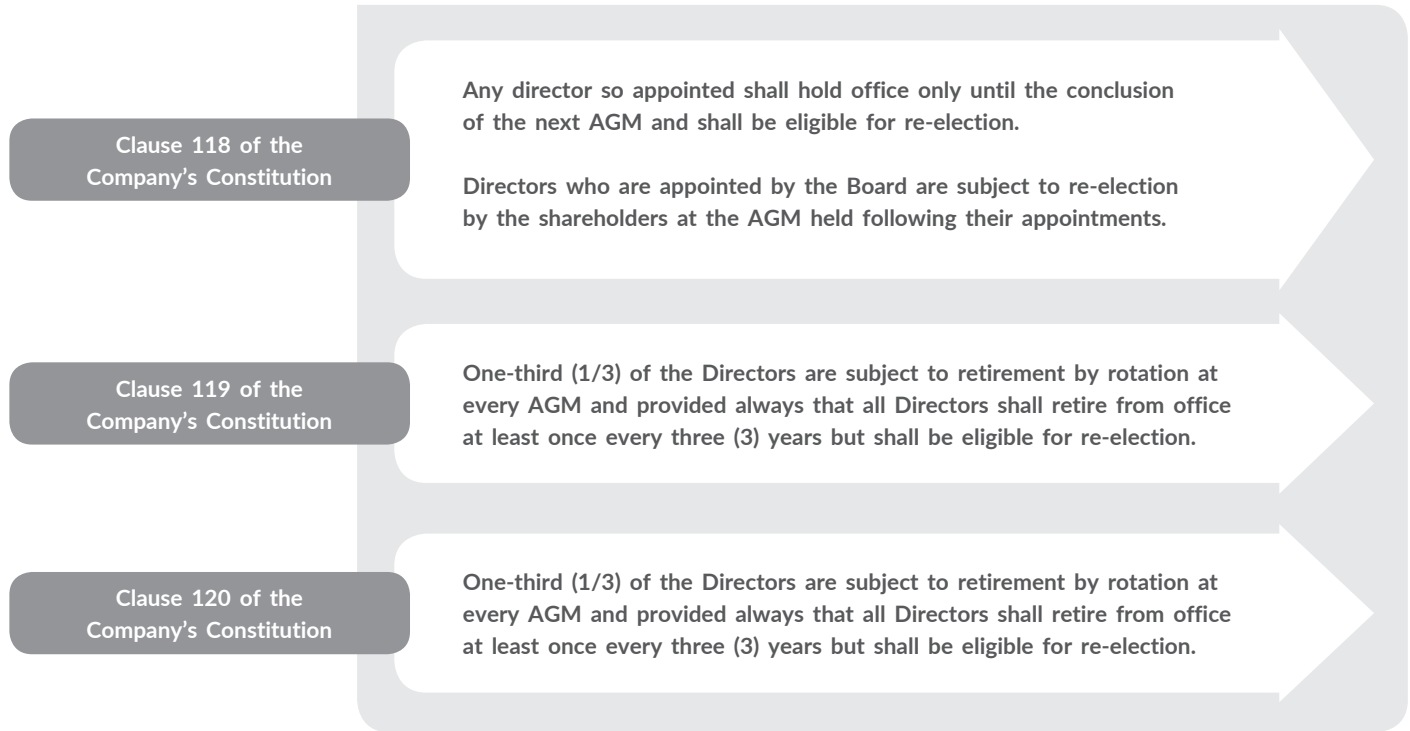 Clause 118 of the
Company’s Constitution
Any director so appointed shall hold office only until the conclusion
of the next AGM and shall be eligible for re-election.
Directors who are appointed by the Board are subject to re-election
by the shareholders at the AGM held following their appointments.
Clause 119 of the
Company’s Constitution
One-third (1/3) of the Directors are subject to retirement by rotation at
every AGM and provided always that all Directors shall retire from office
at least once every three (3) years but shall be eligible for re-election.
Clause 120 of the
Company’s Constitution
One-third (1/3) of the Directors are subject to retirement by rotation at
every AGM and provided always that all Directors shall retire from office
at least once every three (3) years but shall be eligible for re-election.